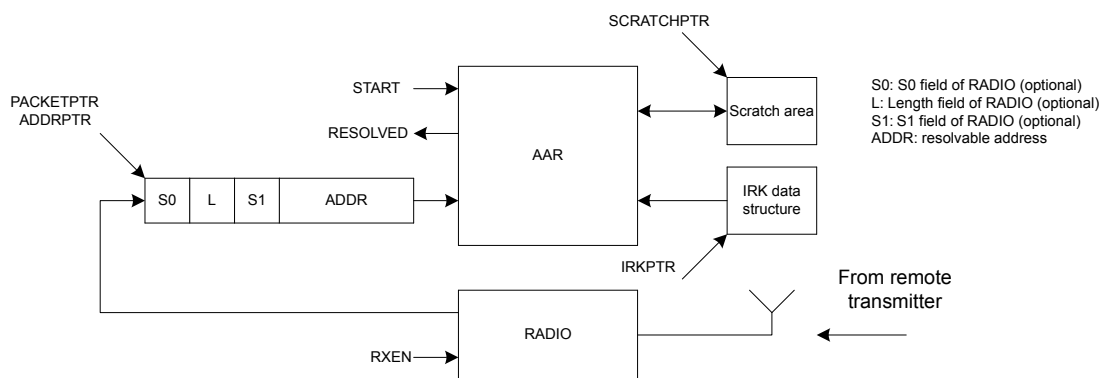 SCRATCHPTR
START
PACKETPTR
ADDRPTR
RESOLVED
AAR
Scratch area
S0: S0 field of RADIO (optional)
L: Length field of RADIO (optional)
S1: S1 field of RADIO (optional)
ADDR: resolvable address
S0 L S1 ADDR
IRK data
structure
IRKPTR
From remote
transmitter
RADIO
RXEN